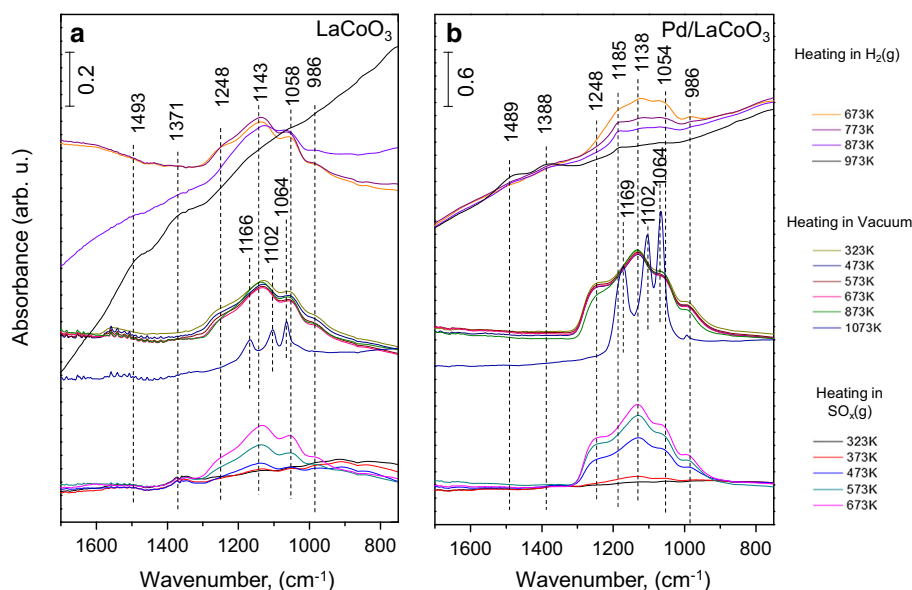 a
LaCoO3
0.2
1493
1371
1248
1143
1058
986
1166
1102
1064
b
Pd/LaCoO3
0.6
1489
1388
1248
1185
1138
1054
986
1169
1102
1064
Heating in H2(g)
673K
773K
873K
973K
Heating in Vacuum
323K
473K
573K
673K
873K
1073K
Heating in
SOx(g)
323K
373K
473K
573K
673K
Absorbance (arb. u.)
1600 1400 1200 1000 800
1600 1400 1200 1000 800
Wavenumber, (cm-1)
Wavenumber, (cm-1)